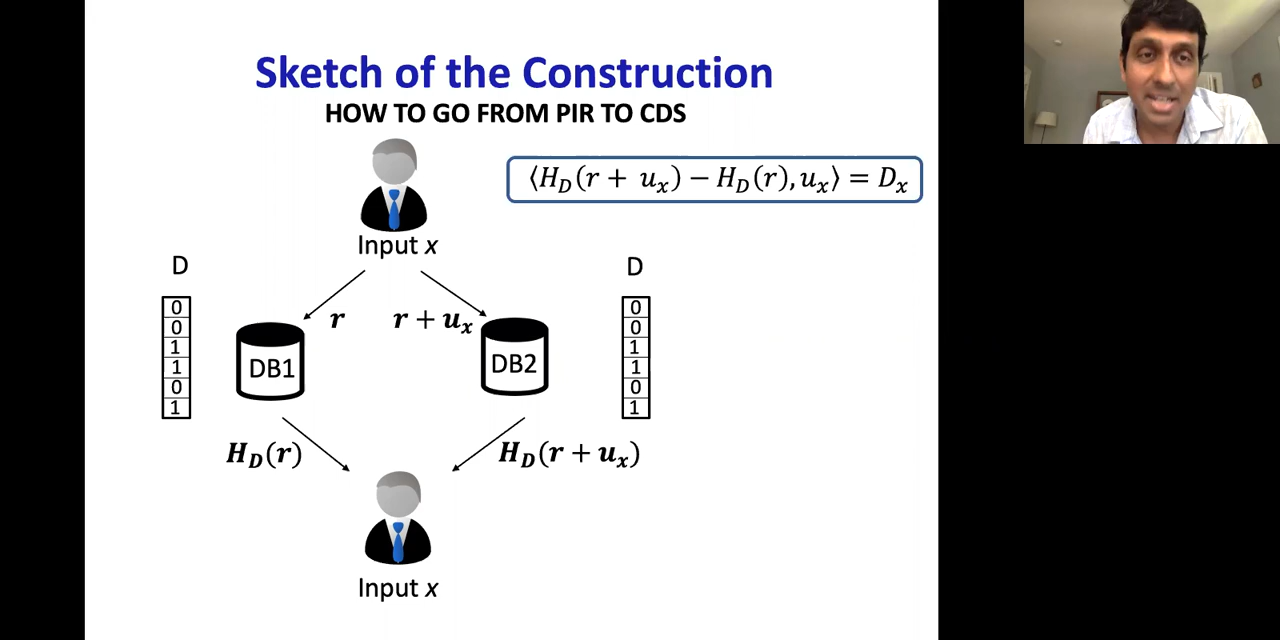 Sketch of the Construction
HOW TO GO FROM PIR TO CDS
⟨H_D(r + u_x) − H_D(r), u_x⟩ = D_x
Input x
D
D
r
r + u_x
0
0
1
1
0
1
DB1
DB2
0
0
1
1
0
1
H_D(r)
H_D(r + u_x)
Input x